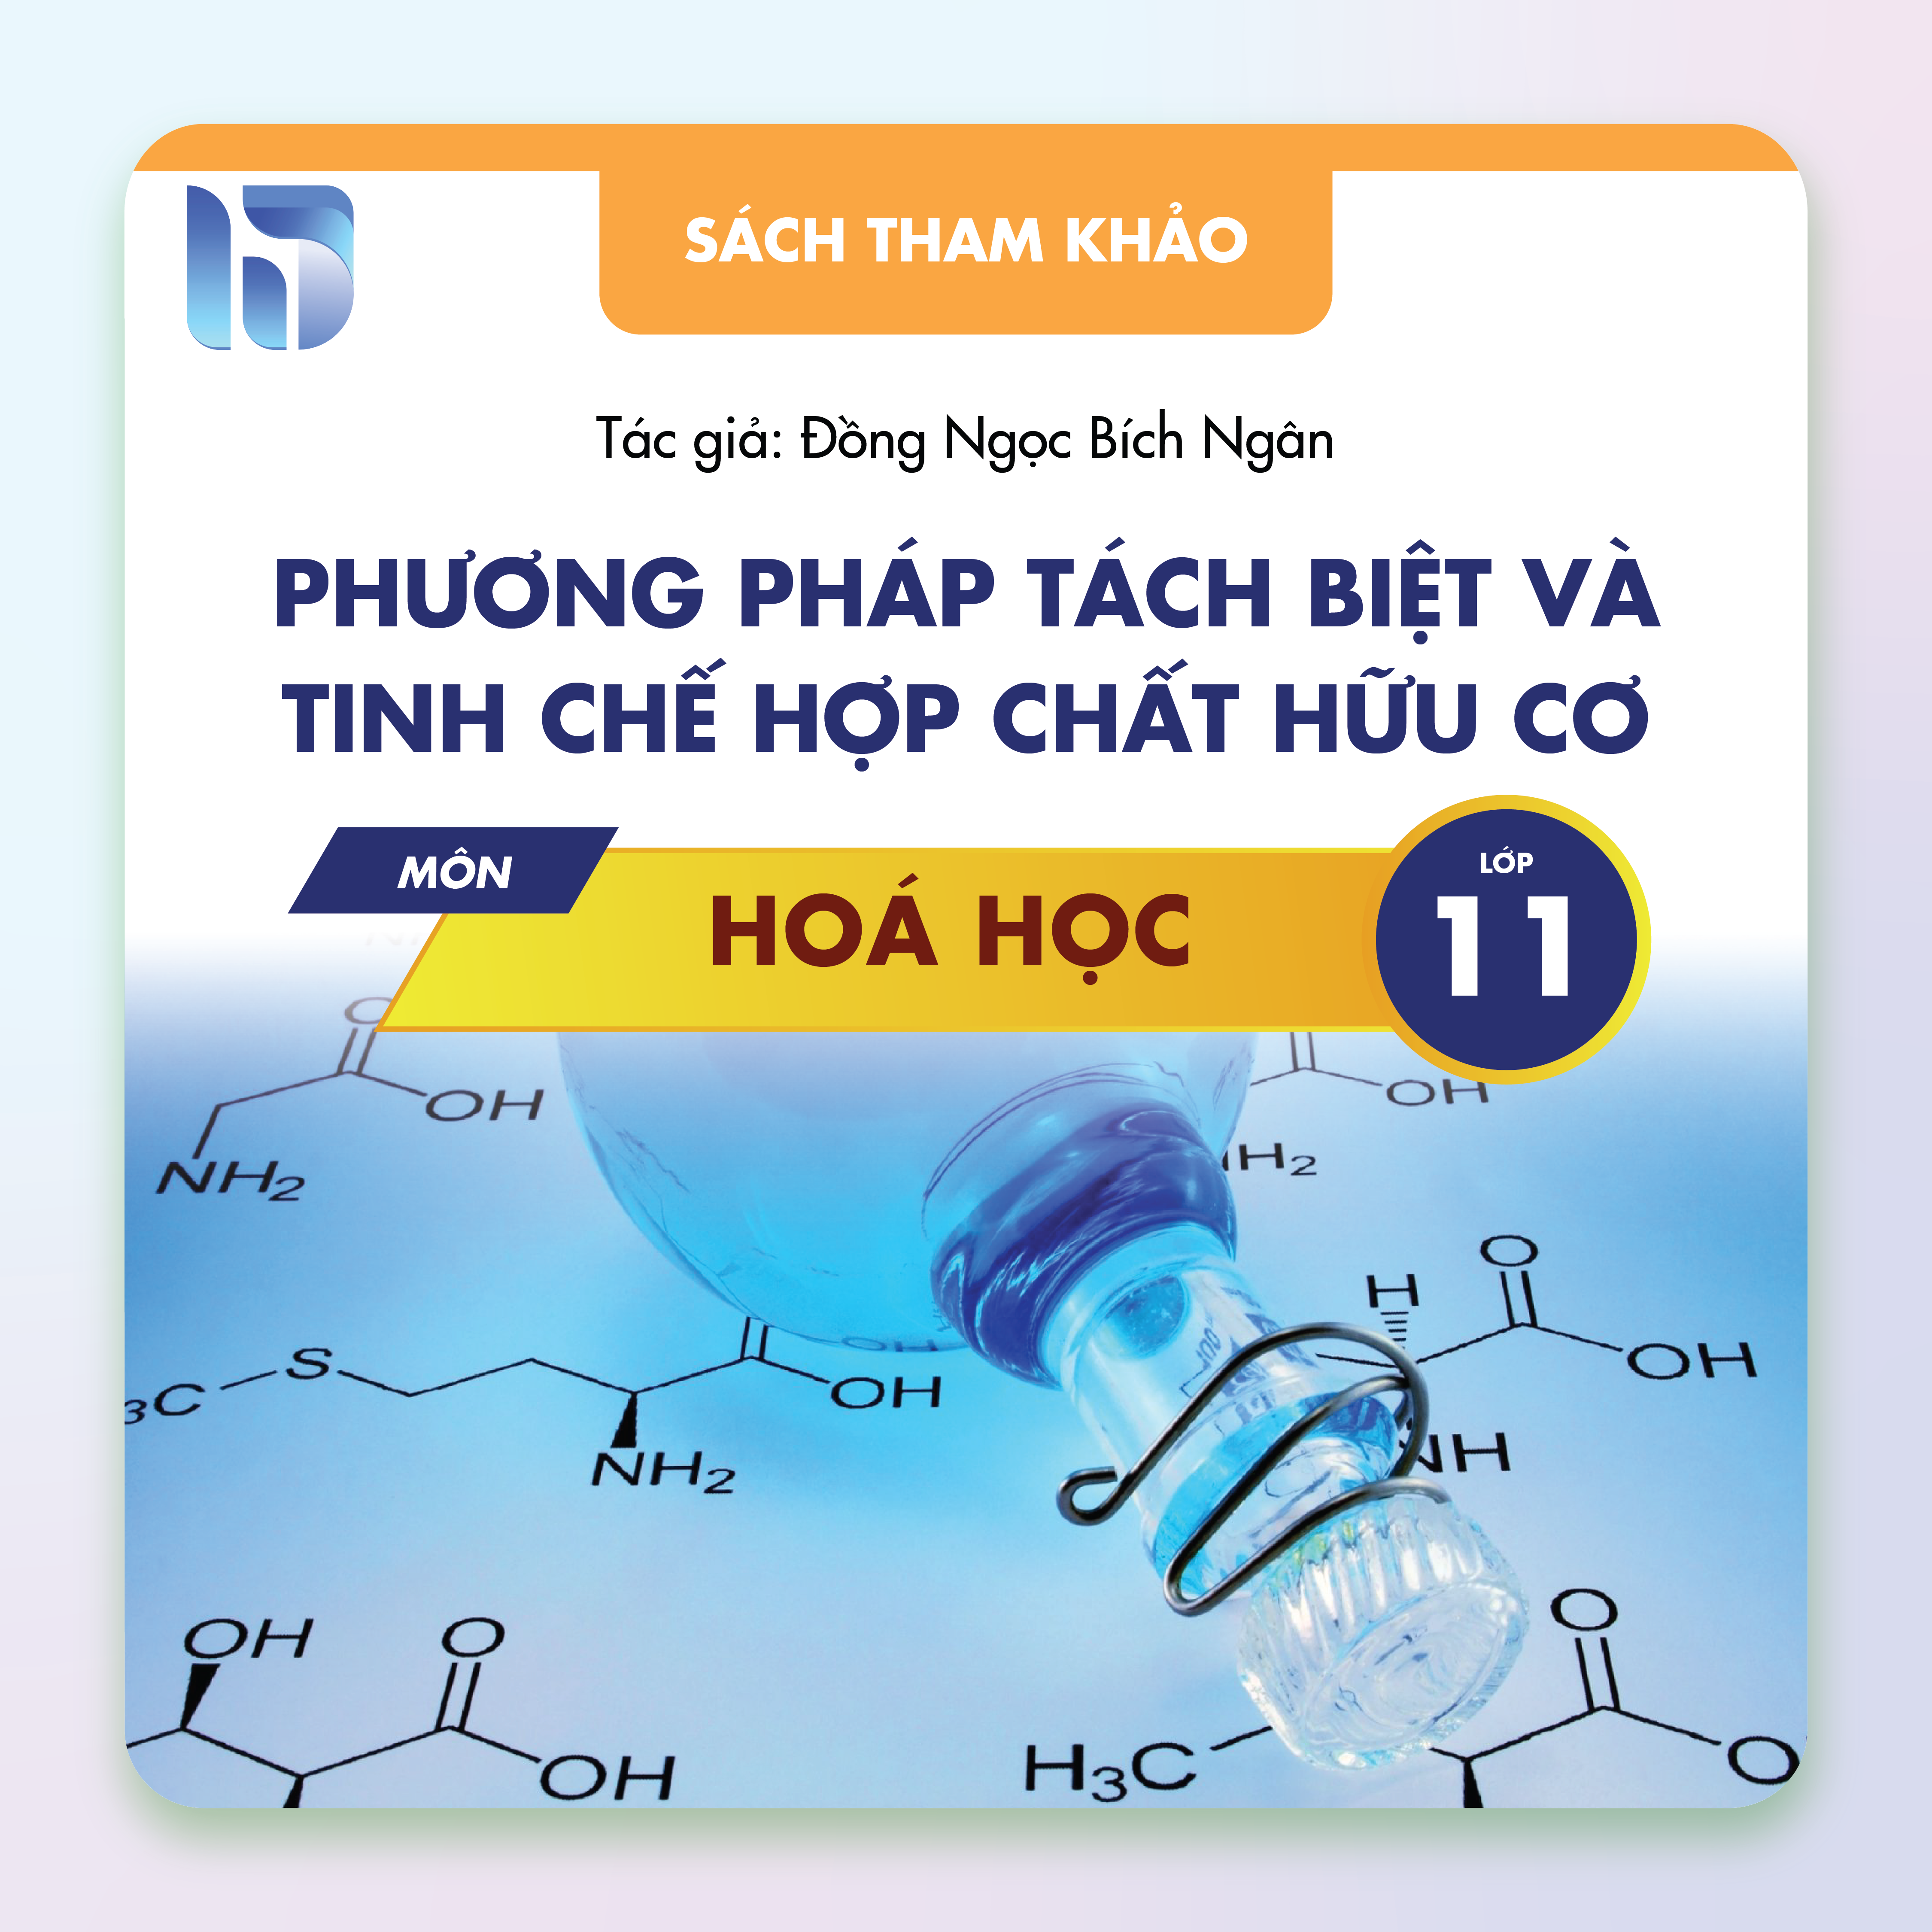 SÁCH THAM KHẢO
Tác giả: Đồng Ngọc Bích Ngân
PHƯƠNG PHÁP TÁCH BIỆT VÀ
TINH CHẾ HỢP CHẤT HỮU CƠ
MÔN
HOÁ HỌC
LỚP
11
O
OH
NH2
OH
H2
O
H
OH
NH
3C
S
OH
NH2
OH
O
OH
O
H3C
O